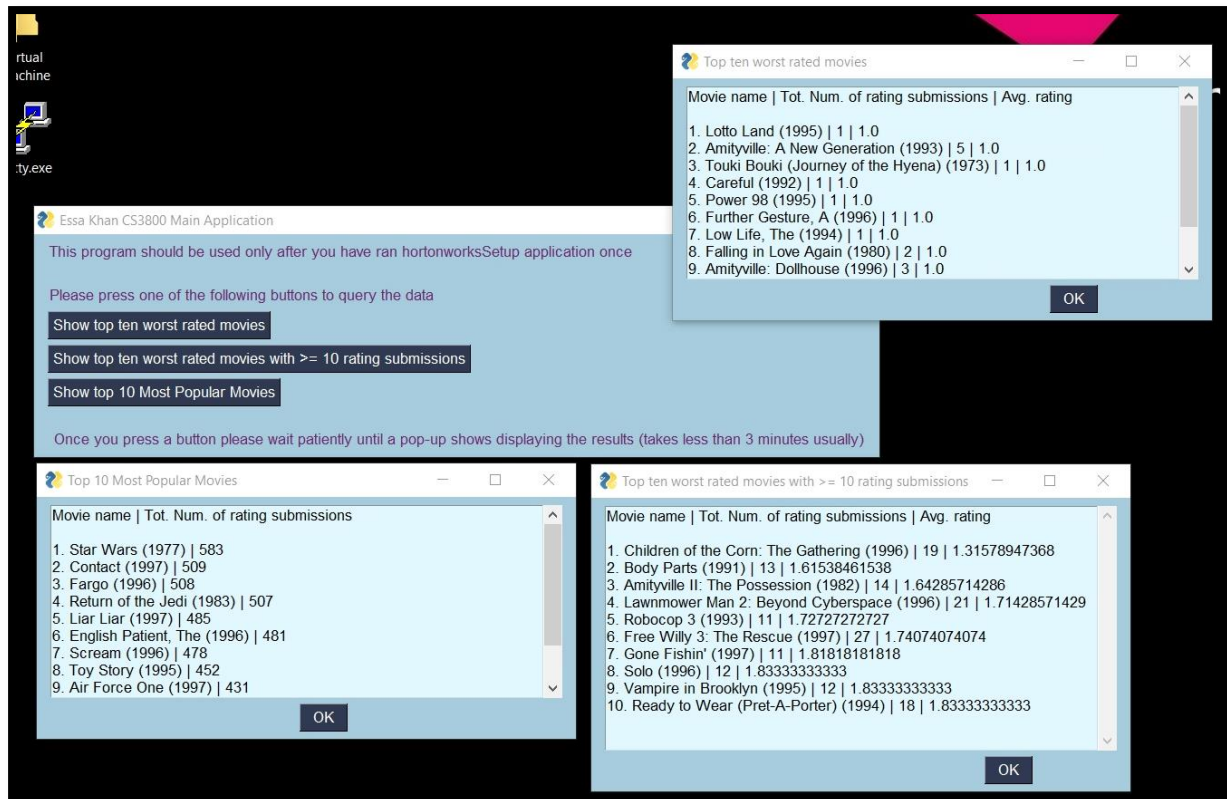 rtual
achine
:ty.exe
Top ten worst rated movies
Movie name | Tot. Num. of rating submissions | Avg. rating
1. Lotto Land (1995) | 1 | 1.0
2. Amityville: A New Generation (1993) | 5 | 1.0
3. Touki Bouki (Journey of the Hyena) (1973) | 1 | 1.0
4. Careful (1992) | 1 | 1.0
5. Power 98 (1995) | 1 | 1.0
6. Further Gesture, A (1996) | 1 | 1.0
7. Low Life, The (1994) | 1 | 1.0
8. Falling in Love Again (1980) | 2 | 1.0
9. Amityville: Dollhouse (1996) | 3 | 1.0
OK
Essa Khan CS3800 Main Application
This program should be used only after you have ran hortonworksSetup application once
Please press one of the following buttons to query the data
Show top ten worst rated movies
Show top ten worst rated movies with >= 10 rating submissions
Show top 10 Most Popular Movies
Once you press a button please wait patiently until a pop-up shows displaying the results (takes less than 3 minutes usually)
Top 10 Most Popular Movies
Movie name | Tot. Num. of rating submissions
1. Star Wars (1977) | 583
2. Contact (1997) | 509
3. Fargo (1996) | 508
4. Return of the Jedi (1983) | 507
5. Liar Liar (1997) | 485
6. English Patient, The (1996) | 481
7. Scream (1996) | 478
8. Toy Story (1995) | 452
9. Air Force One (1997) | 431
OK
Top ten worst rated movies with >= 10 rating submissions
Movie name | Tot. Num. of rating submissions | Avg. rating
1. Children of the Corn: The Gathering (1996) | 19 | 1.31578947368
2. Body Parts (1991) | 13 | 1.61538461538
3. Amityville II: The Possession (1982) | 14 | 1.64285714286
4. Lawnmower Man 2: Beyond Cyberspace (1996) | 21 | 1.71428571429
5. Robocop 3 (1993) | 11 | 1.72727272727
6. Free Willy 3: The Rescue (1997) | 27 | 1.74074074074
7. Gone Fishin' (1997) | 11 | 1.81818181818
8. Solo (1996) | 12 | 1.83333333333
9. Vampire in Brooklyn (1995) | 12 | 1.83333333333
10. Ready to Wear (Pret-A-Porter) (1994) | 18 | 1.83333333333
OK